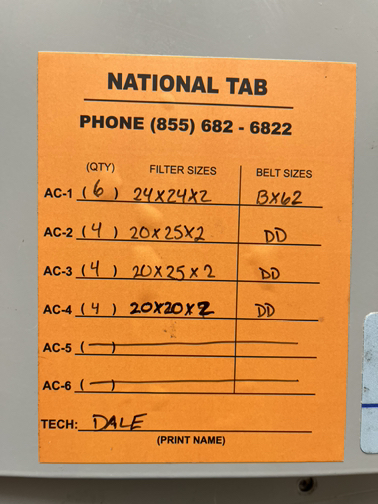 NATIONAL TAB
PHONE (855) 682 - 6822
(QTY) FILTER SIZES BELT SIZES
AC-1 (6) 24X24X2 BX62
AC-2 (4) 20X25X2 DD
AC-3 (4) 20X25X2 DD
AC-4 (4) 20X20X2 DD
AC-5 (—)
AC-6 (—)
TECH: DALE
(PRINT NAME)